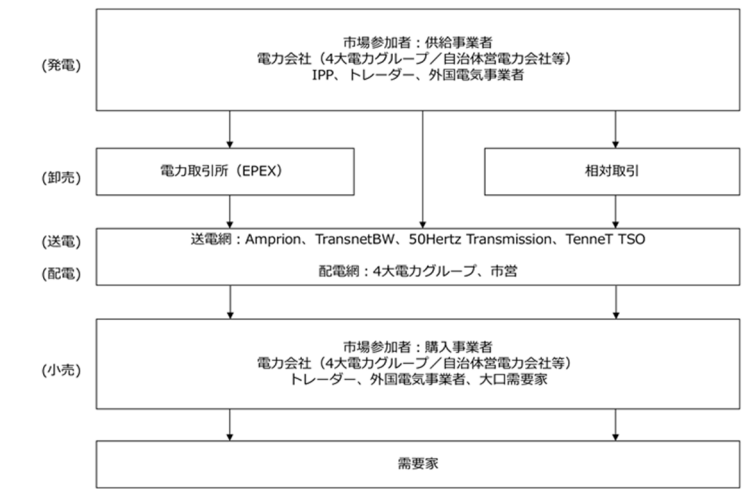 市場参加者：供給事業者
(発電)
電力会社（4大電力グループ／自治体営電力会社等）
IPP、トレーダー、外国電気事業者
(卸売)
電力取引所（EPEX）
相対取引
(送電)
送電網：Amprion、TransnetBW、50Hertz Transmission、TenneT TSO
(配電)
配電網：4大電力グループ、市営
市場参加者：購入事業者
(小売)
電力会社（4大電力グループ／自治体営電力会社等）
トレーダー、外国電気事業者、大口需要家
需要家